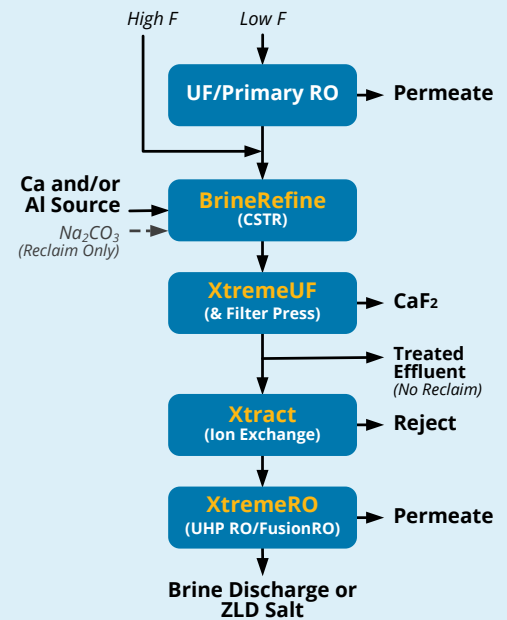 High F
Low F
UF/Primary RO
Permeate
Ca and/or
Al Source
Na₂CO₃
(Reclaim Only)
BrineRefine
(CSTR)
XtremeUF
(& Filter Press)
CaF₂
Treated
Effluent
(No Reclaim)
Xtract
(Ion Exchange)
Reject
XtremeRO
(UHP RO/FusionRO)
Permeate
Brine Discharge or
ZLD Salt